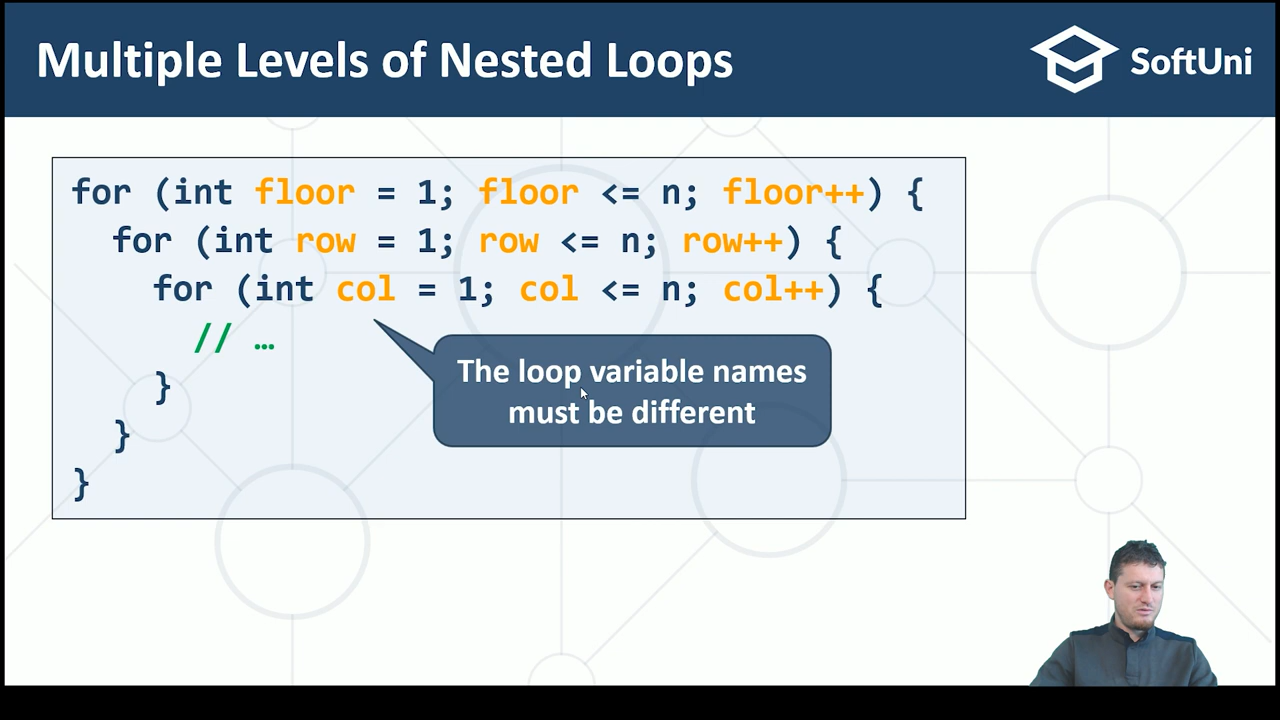 Multiple Levels of Nested Loops
SoftUni
for (int floor = 1; floor <= n; floor++) {
for (int row = 1; row <= n; row++) {
for (int col = 1; col <= n; col++) {
// …
}
}
}
The loop variable names
must be different